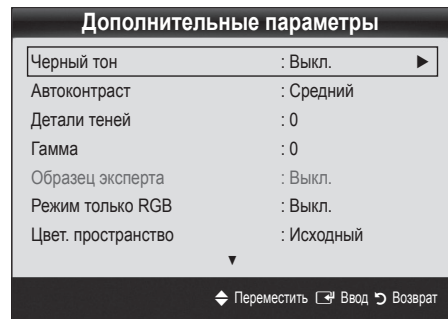 Дополнительные параметры
Черный тон : Выкл. ►
Автоконтраст : Средний
Детали теней : 0
Гамма : 0
Образец эксперта : Выкл.
Режим только RGB : Выкл.
Цвет. пространство : Исходный
▼
Переместить Ввод Возврат